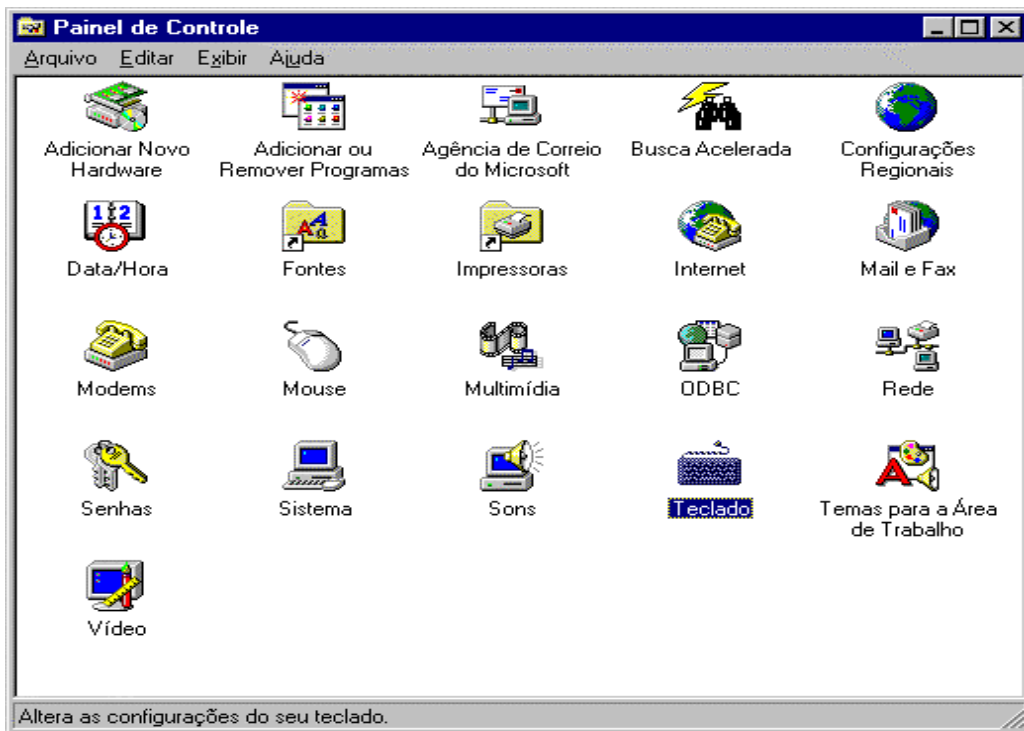 Painel de Controle
Arquivo Editar Exibir Ajuda
Adicionar Novo Hardware
Adicionar ou Remover Programas
Agência de Correio do Microsoft
Busca Acelerada
Configurações Regionais
Data/Hora
Fontes
Impressoras
Internet
Mail e Fax
Modems
Mouse
Multimídia
ODBC
Rede
Senhas
Sistema
Sons
Teclado
Temas para a Área de Trabalho
Vídeo
Altera as configurações do seu teclado.